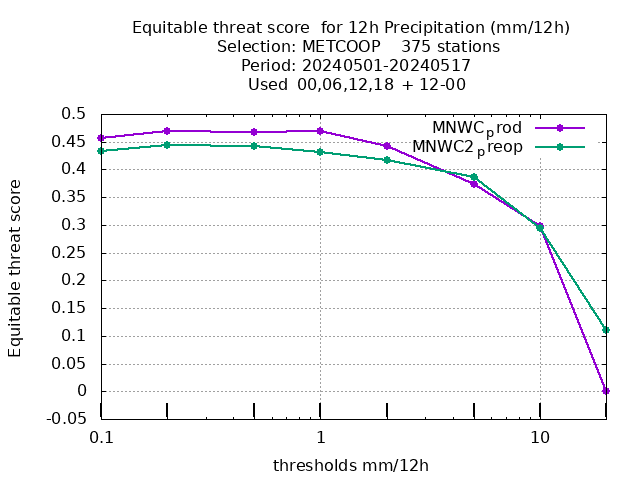 Equitable threat score  for 12h Precipitation (mm/12h)
Selection: METCOOP    375 stations
Period: 20240501-20240517
Used  00,06,12,18  + 12-00
MNWCprod
MNWC2preop
Equitable threat score
0.5
0.45
0.4
0.35
0.3
0.25
0.2
0.15
0.1
0.05
0
-0.05
0.1 1 10
thresholds mm/12h